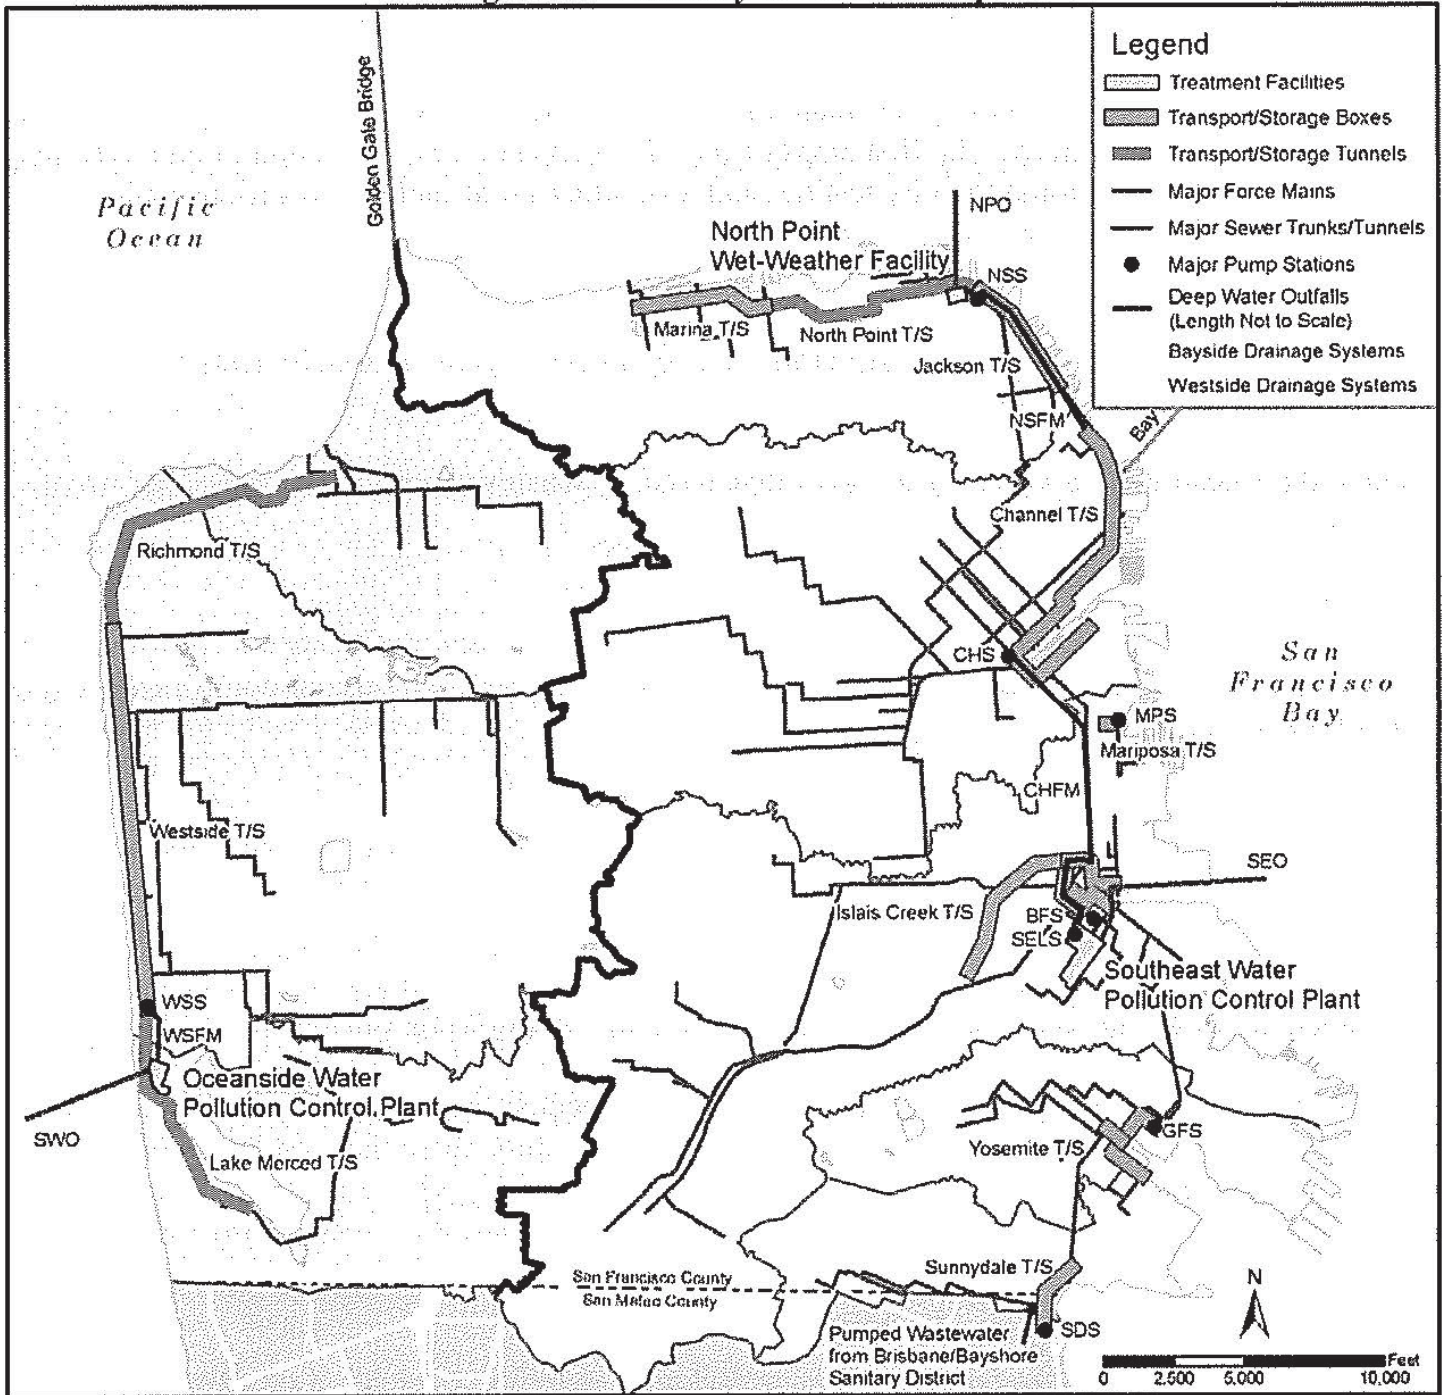 Legend
Treatment Facilities
Transport/Storage Boxes
Transport/Storage Tunnels
Major Force Mains
Major Sewer Trunks/Tunnels
Major Pump Stations
Deep Water Outfalls
(Length Not to Scale)
Bayside Drainage Systems
Westside Drainage Systems
Golden Gate Bridge
Pacific
Ocean
NPO
North Point
Wet-Weather Facility
NSS
Marina T/S
North Point T/S
Jackson T/S
NSFM
Bay
Channel T/S
Richmond T/S
CHS
San
Francisco
Bay
MPS
Mariposa T/S
CHFM
Westside T/S
SEO
Islais Creek T/S
BFS
SELS
Southeast Water
Pollution Control Plant
WSS
WSFM
Oceanside Water
Pollution Control Plant
SWO
Lake Merced T/S
Yosemite T/S
GFS
Sunnydale T/S
San Francisco County
San Mateo County
SDS
Pumped Wastewater
from Brisbane/Bayshore
Sanitary District
N
Feet
0 2,500 5,000 10,000